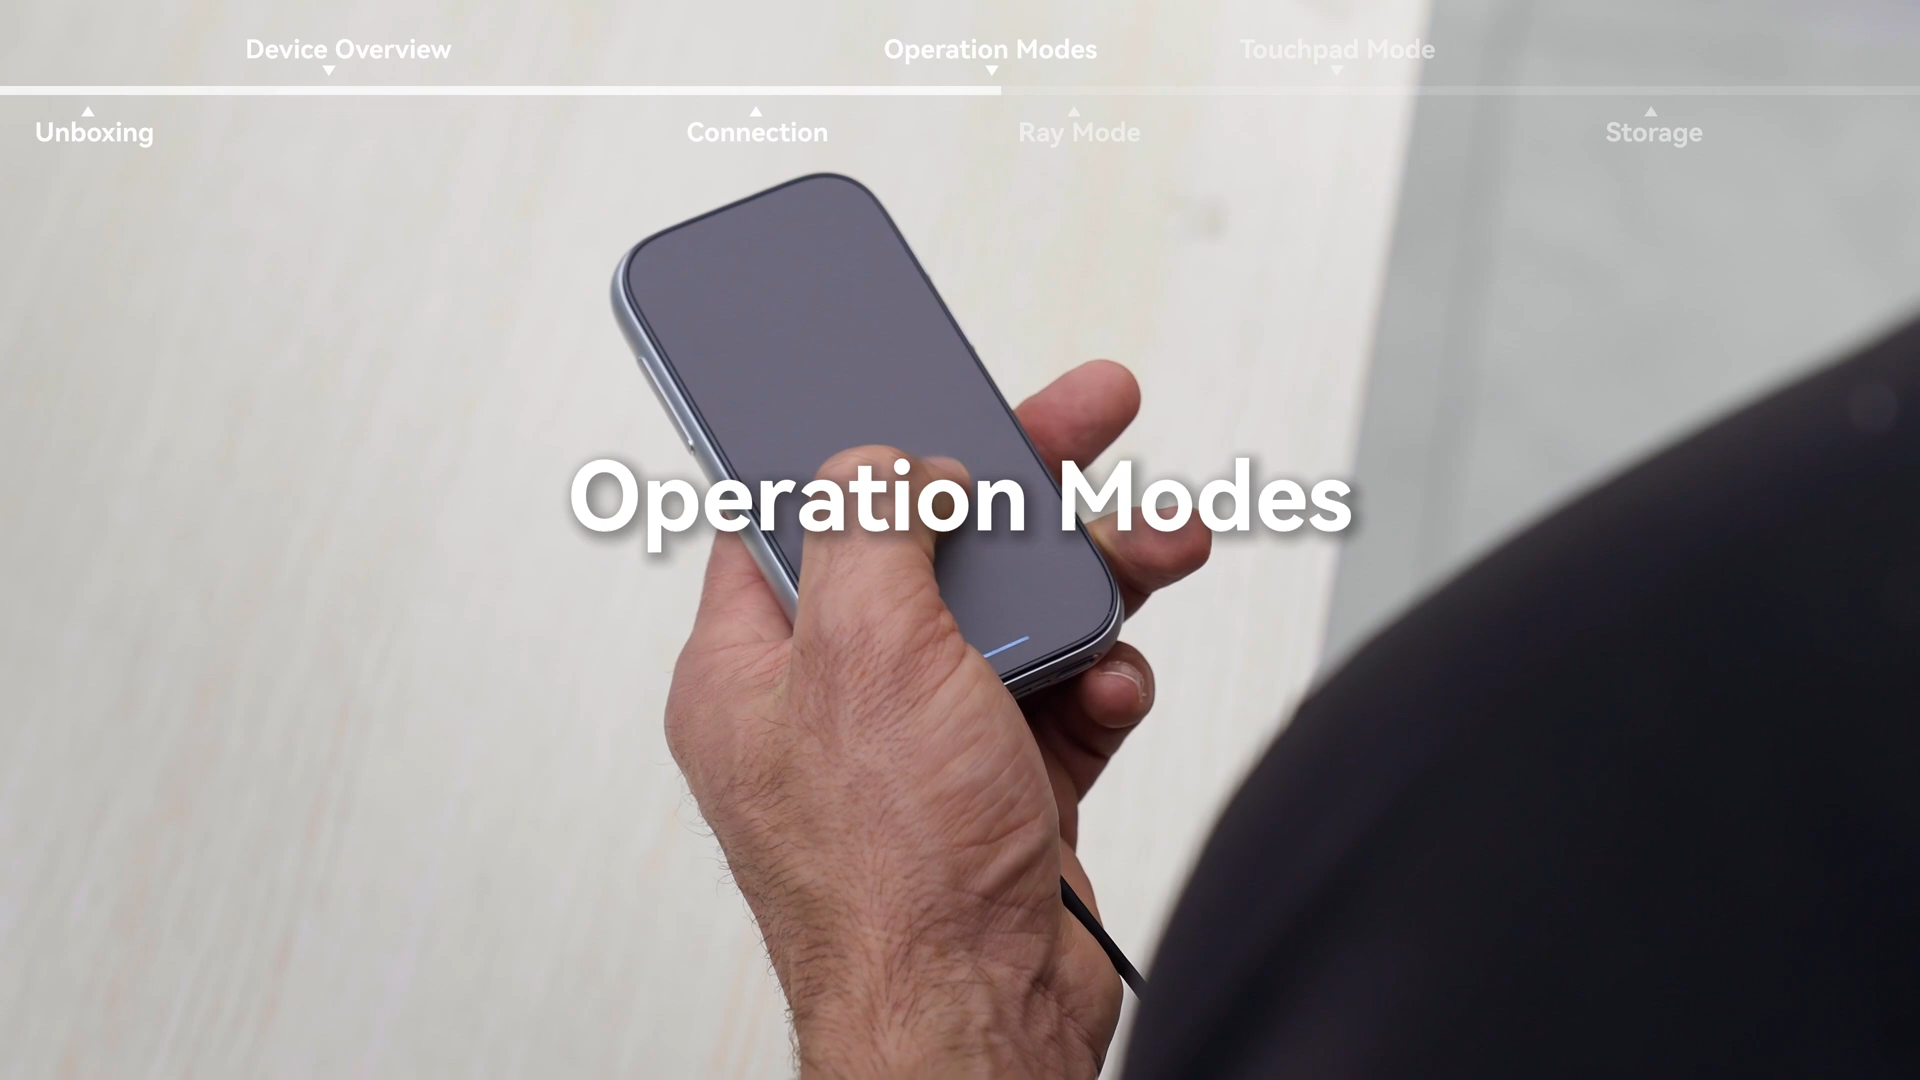 Device Overview
Operation Modes
Touchpad Mode
Unboxing
Connection
Ray Mode
Storage
Operation Modes